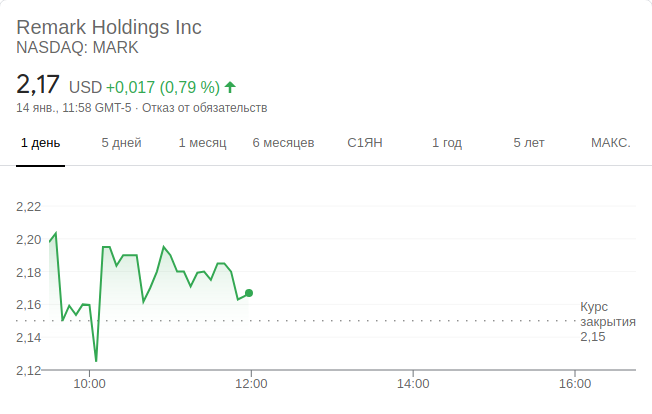 Remark Holdings Inc
NASDAQ: MARK
2,17 USD +0,017 (0,79 %)
14 янв., 11:58 GMT-5 · Отказ от обязательств
1 день 5 дней 1 месяц 6 месяцев С1ЯН 1 год 5 лет МАКС.
2,22
2,20
2,18
2,16
2,14
2,12
Курс
закрытия
2,15
10:00 12:00 14:00 16:00